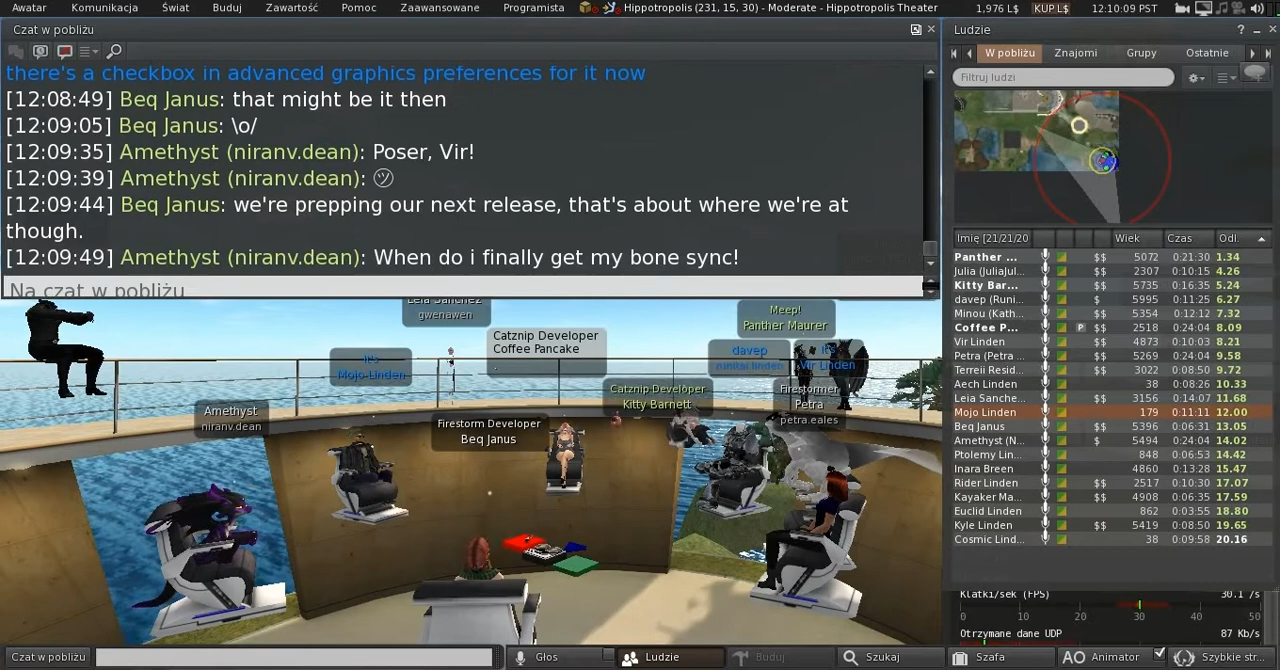 Awatar Komunikacja Świat Buduj Zawartość Pomoc Zaawansowane Programista Hippotropolis (231, 15, 30) - Moderate - Hippotropolis Theater 1,976 L$ KUP L$ 12:10:09 PST
Czat w pobliżu
there's a checkbox in advanced graphics preferences for it now
[12:08:49] Beq Janus: that might be it then
[12:09:05] Beq Janus: \o/
[12:09:35] Amethyst (niranv.dean): Poser, Vir!
[12:09:39] Amethyst (niranv.dean): ㋡
[12:09:44] Beq Janus: we're prepping our next release, that's about where we're at
though.
[12:09:49] Amethyst (niranv.dean): When do i finally get my bone sync!
Na czat w pobliżu
Leia Sanchez
gwenawen
Meep!
Panther Maurer
Catznip Developer
Coffee Pancake
It's
Mojo Linden
davep
runitai.linden
It's
Vir Linden
Catznip Developer
Kitty Barnett
Firestormer
Petra
petra.eales
Amethyst
niranv.dean
Firestorm Developer
Beq Janus
Ludzie
W pobliżu Znajomi Grupy Ostatnie
Filtruj ludzi
Imię [21/21/20 Wiek Czas Odl.
Panther ... $$ 5072 0:21:30 1.34
Julia (JuliaJul... $$ 2307 0:10:15 4.26
Kitty Bar... $$ 5735 0:16:35 5.24
davep (Runi... $ 5995 0:11:25 6.27
Minou (Kath... $$ 5354 0:12:12 7.32
Coffee P... P $$ 2518 0:24:04 8.09
Vir Linden $$ 4873 0:10:03 8.21
Petra (Petra ... $$ 5269 0:24:04 9.58
Terreii Resid... $$ 3022 0:08:50 9.72
Aech Linden 38 0:08:26 10.33
Leia Sanche... $$ 3156 0:14:07 11.68
Mojo Linden 179 0:11:11 12.00
Beq Janus $$ 5396 0:06:31 13.05
Amethyst (N... $ 5494 0:24:04 14.02
Ptolemy Lin... 848 0:06:53 14.42
Inara Breen 4860 0:13:28 15.47
Rider Linden $$ 2517 0:10:30 17.07
Kayaker Ma... $$ 4908 0:06:35 17.59
Euclid Linden 862 0:03:55 18.80
Kyle Linden $$ 5419 0:08:50 19.65
Cosmic Lind... 38 0:09:58 20.16
Klatki/sek (FPS) 30.1 /s
0 10 20 30 40 50
Otrzymane dane UDP 87 Kb/s
Czat w pobliżu Głos Ludzie Buduj Szukaj Szafa AO Animator Szybkie str...